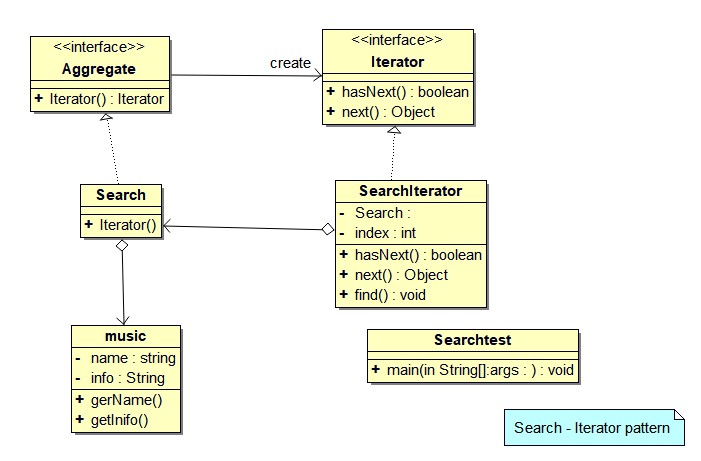 <<interface>>
Aggregate
+ Iterator() : Iterator
create
<<interface>>
Iterator
+ hasNext() : boolean
+ next() : Object
Search
+ Iterator()
SearchIterator
- Search :
- index : int
+ hasNext() : boolean
+ next() : Object
+ find() : void
music
- name : string
- info : String
+ gerName()
+ getInifo()
Searchtest
+ main(in String[]:args : ) : void
Search - Iterator pattern